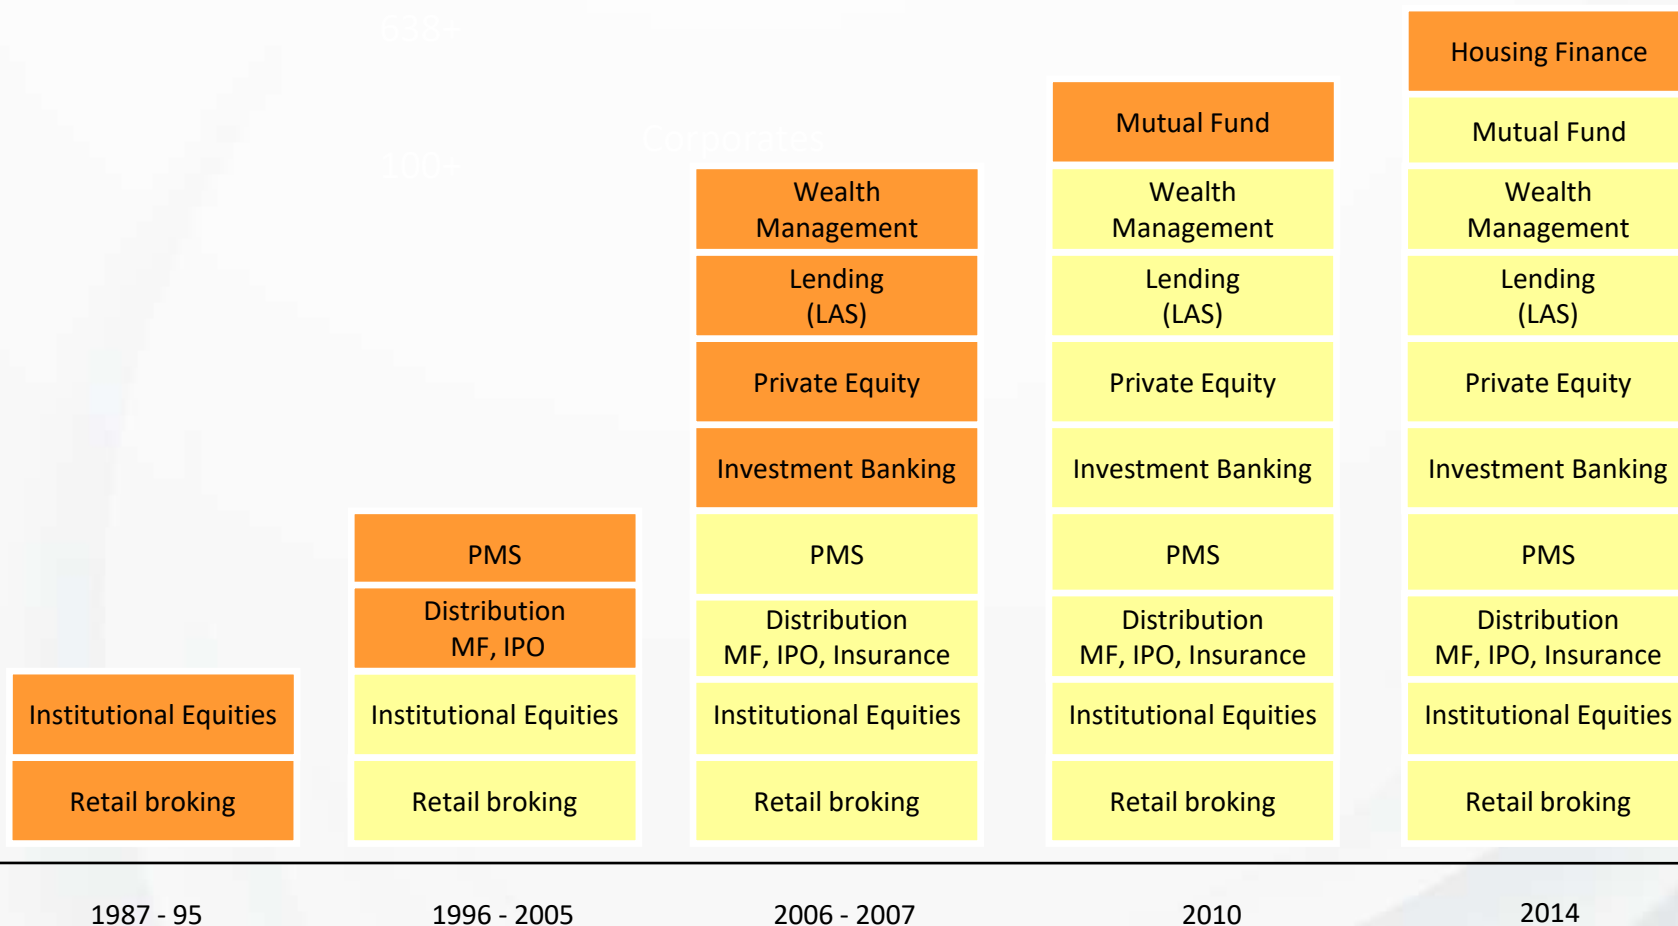 638+
Corporates
100+
Housing Finance
Mutual Fund
Mutual Fund
Wealth
Management
Wealth
Management
Wealth
Management
Lending
(LAS)
Lending
(LAS)
Lending
(LAS)
Private Equity
Private Equity
Private Equity
Investment Banking
Investment Banking
Investment Banking
PMS
PMS
PMS
PMS
Distribution
MF, IPO
Distribution
MF, IPO, Insurance
Distribution
MF, IPO, Insurance
Distribution
MF, IPO, Insurance
Institutional Equities
Institutional Equities
Institutional Equities
Institutional Equities
Institutional Equities
Retail broking
Retail broking
Retail broking
Retail broking
Retail broking
1987 - 95
1996 - 2005
2006 - 2007
2010
2014